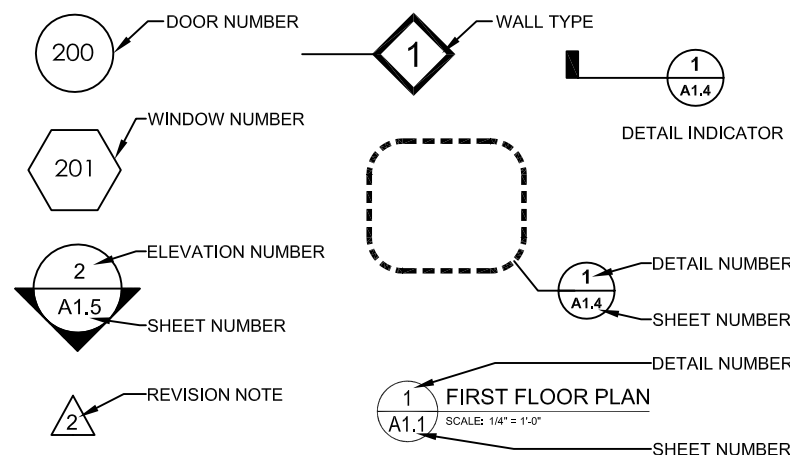 200
DOOR NUMBER
1
WALL TYPE
1
A1.4
DETAIL INDICATOR
201
WINDOW NUMBER
2
A1.5
ELEVATION NUMBER
SHEET NUMBER
1
A1.4
DETAIL NUMBER
SHEET NUMBER
2
REVISION NOTE
1
A1.1
FIRST FLOOR PLAN
SCALE: 1/4" = 1'-0"
DETAIL NUMBER
SHEET NUMBER